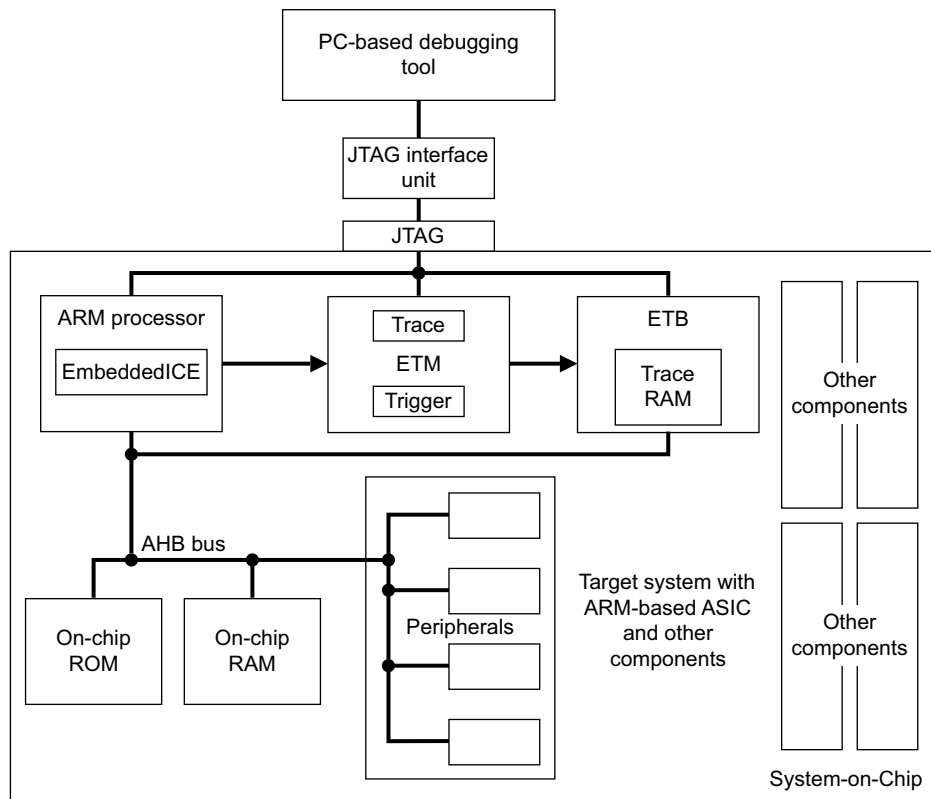 PC-based debugging
tool
JTAG interface
unit
JTAG
ARM processor
EmbeddedICE
Trace
ETM
Trigger
ETB
Trace
RAM
Other
components
AHB bus
On-chip
ROM
On-chip
RAM
Peripherals
Target system with
ARM-based ASIC
and other
components
Other
components
System-on-Chip